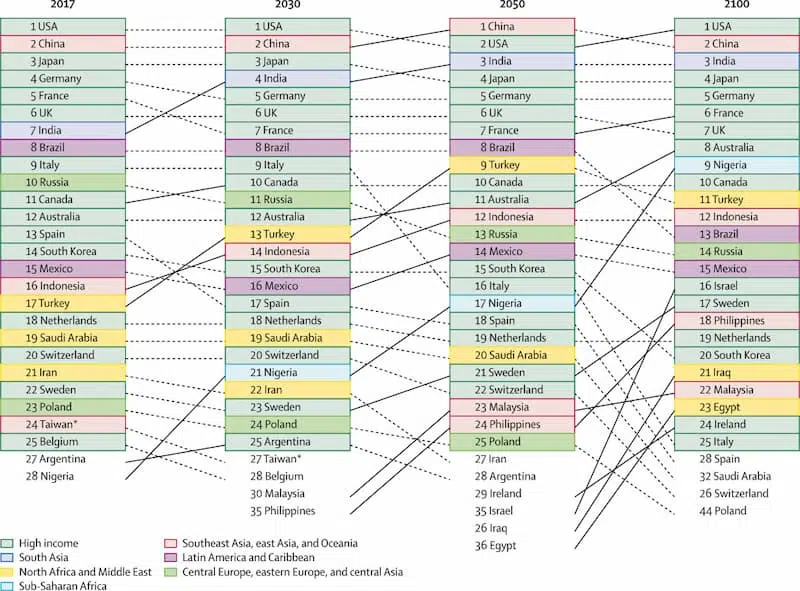 2017
1 USA
2 China
3 Japan
4 Germany
5 France
6 UK
7 India
8 Brazil
9 Italy
10 Russia
11 Canada
12 Australia
13 Spain
14 South Korea
15 Mexico
16 Indonesia
17 Turkey
18 Netherlands
19 Saudi Arabia
20 Switzerland
21 Iran
22 Sweden
23 Poland
24 Taiwan*
25 Belgium
27 Argentina
28 Nigeria
2030
1 USA
2 China
3 Japan
4 India
5 Germany
6 UK
7 France
8 Brazil
9 Italy
10 Canada
11 Russia
12 Australia
13 Turkey
14 Indonesia
15 South Korea
16 Mexico
17 Spain
18 Netherlands
19 Saudi Arabia
20 Switzerland
21 Nigeria
22 Iran
23 Sweden
24 Poland
25 Argentina
27 Taiwan*
28 Belgium
30 Malaysia
35 Philippines
2050
1 China
2 USA
3 India
4 Japan
5 Germany
6 UK
7 France
8 Brazil
9 Turkey
10 Canada
11 Australia
12 Indonesia
13 Russia
14 Mexico
15 South Korea
16 Italy
17 Nigeria
18 Spain
19 Netherlands
20 Saudi Arabia
21 Sweden
22 Switzerland
23 Malaysia
24 Philippines
25 Poland
27 Iran
28 Argentina
29 Ireland
35 Israel
26 Iraq
36 Egypt
2100
1 USA
2 China
3 India
4 Japan
5 Germany
6 France
7 UK
8 Australia
9 Nigeria
10 Canada
11 Turkey
12 Indonesia
13 Brazil
14 Russia
15 Mexico
16 Israel
17 Sweden
18 Philippines
19 Netherlands
20 South Korea
21 Iraq
22 Malaysia
23 Egypt
24 Ireland
25 Italy
28 Spain
32 Saudi Arabia
26 Switzerland
44 Poland
High income
South Asia
North Africa and Middle East
Sub-Saharan Africa
Southeast Asia, east Asia, and Oceania
Latin America and Caribbean
Central Europe, eastern Europe, and central Asia